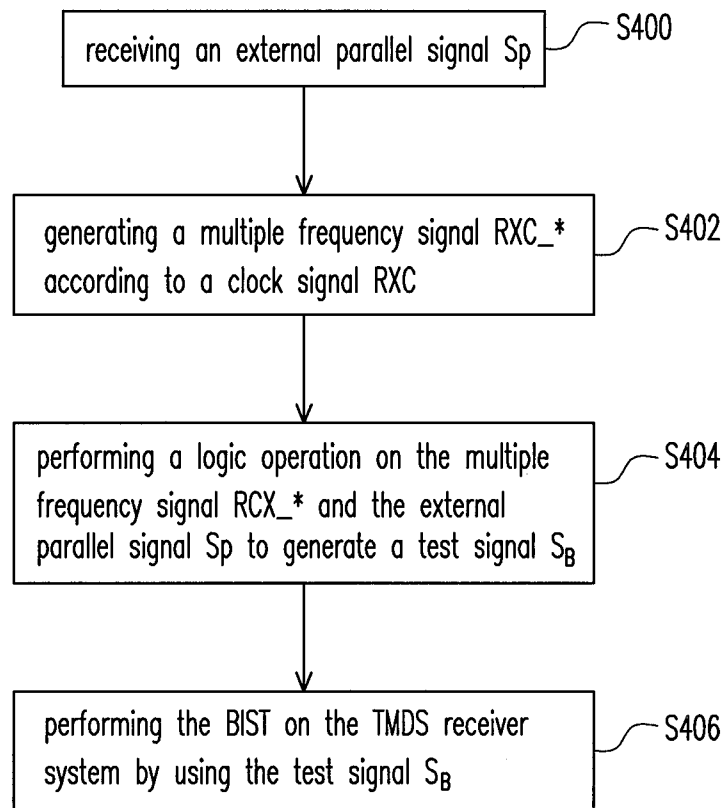 receiving an external parallel signal Sp
S400
generating a multiple frequency signal RXC_*
according to a clock signal RXC
S402
performing a logic operation on the multiple
frequency signal RCX_* and the external
parallel signal Sp to generate a test signal S_B
S404
performing the BIST on the TMDS receiver
system by using the test signal S_B
S406